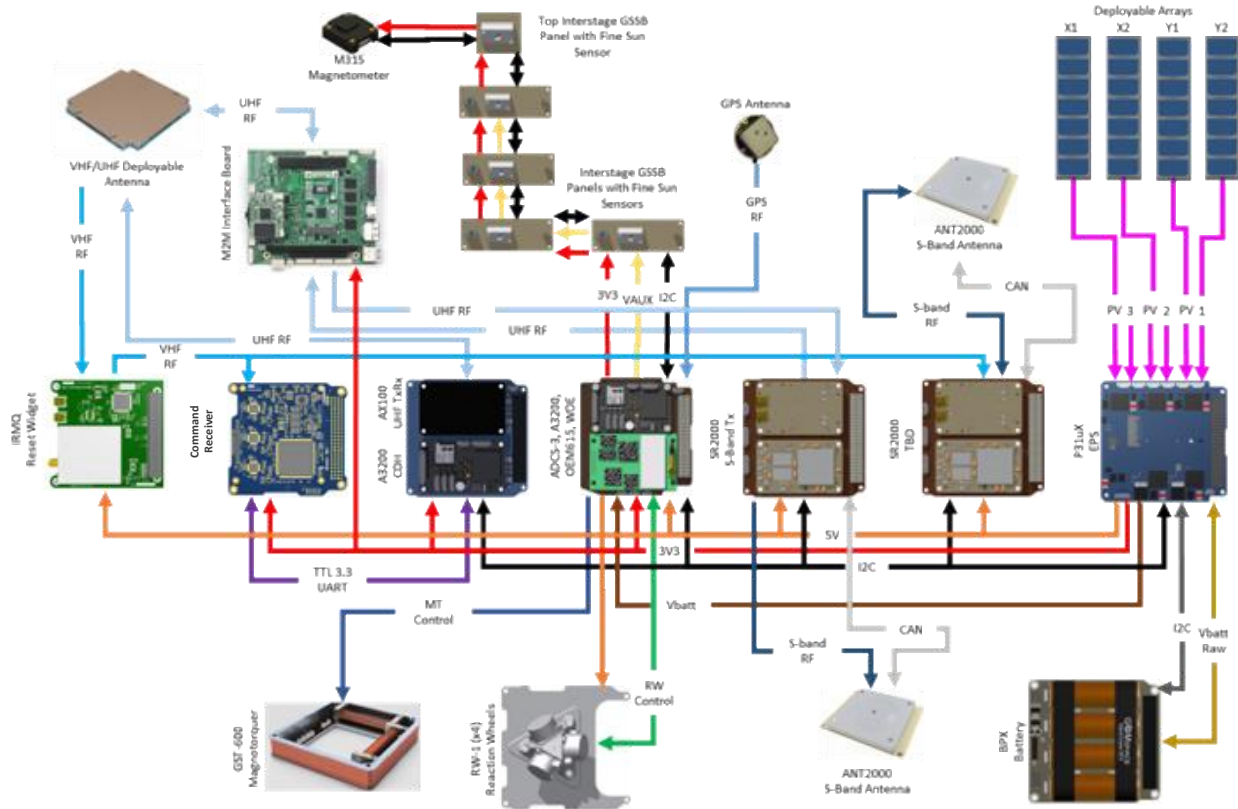 Top Interstage GSSB
Panel with Fine Sun
Sensor
M315
Magnetometer
Deployable Arrays
X1
X2
Y1
Y2
UHF
RF
VHF/UHF Deployable
Antenna
M2M Interface Board
GPS Antenna
GPS
RF
Interstage GSSB
Panels with Fine Sun
Sensors
ANT2000
S-Band Antenna
CAN
S-band
RF
VHF
RF
3V3
VAUX
I2C
UHF RF
UHF RF
UHF RF
VHF
RF
PV 3
PV 2
PV 1
iRMQ
Reset Widget
Command
Receiver
AX100
UHF TxRx
A3200
CDH
ADCS-3, A3200,
OEM615, WDE
SR2000
S-Band Tx
SR2000
TBD
P31uX
EPS
5V
3V3
I2C
TTL 3.3
UART
MT
Control
Vbatt
CAN
S-band
RF
I2C
Vbatt
Raw
RW
Control
GST-600
Magnotorquer
RW-1 (x4)
Reaction Wheels
ANT2000
S-Band Antenna
BPX
Battery